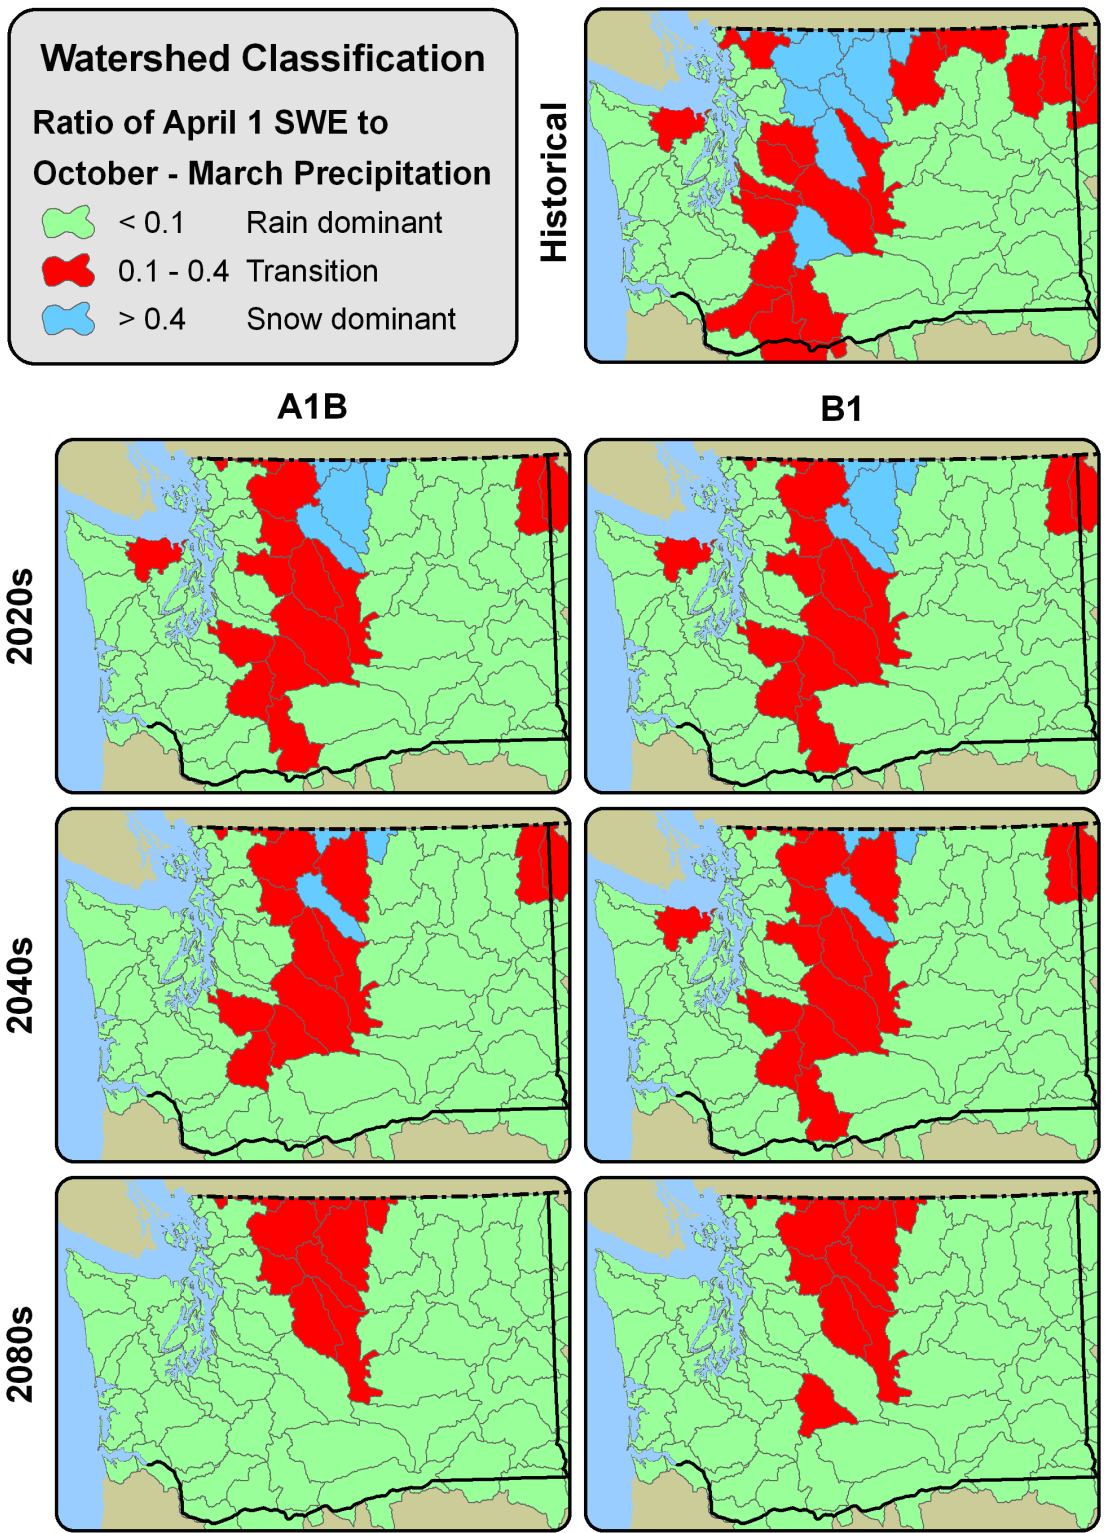 Watershed Classification
Ratio of April 1 SWE to
October - March Precipitation
< 0.1 Rain dominant
0.1 - 0.4 Transition
> 0.4 Snow dominant
Historical
A1B
B1
2020s
2040s
2080s